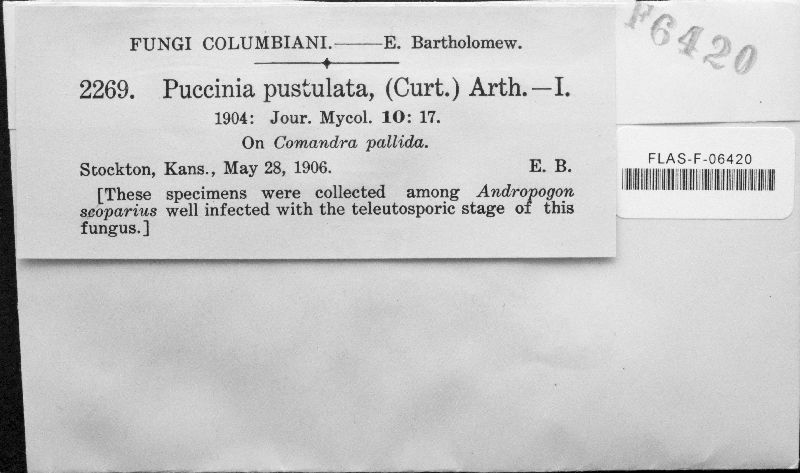 FUNGI COLUMBIANI.——E. Bartholomew.
2269. Puccinia pustulata, (Curt.) Arth.—I.
1904: Jour. Mycol. 10: 17.
On Comandra pallida.
Stockton, Kans., May 28, 1906. E. B.
[These specimens were collected among Andropogon
scoparius well infected with the teleutosporic stage of this
fungus.]
F6420
FLAS-F-06420